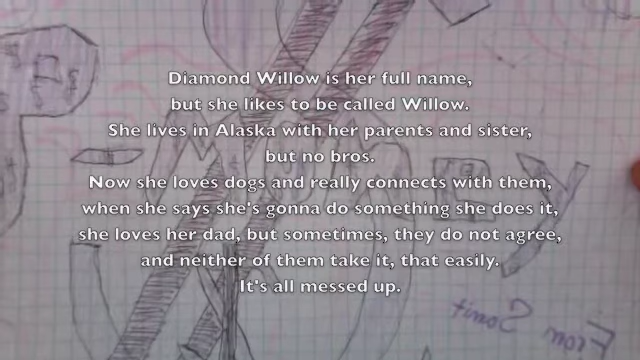 Diamond Willow is her full name,
but she likes to be called Willow.
She lives in Alaska with her parents and sister,
but no bros.
Now she loves dogs and really connects with them,
when she says she's gonna do something she does it,
she loves her dad, but sometimes, they do not agree,
and neither of them take it, that easily.
It's all messed up.
From